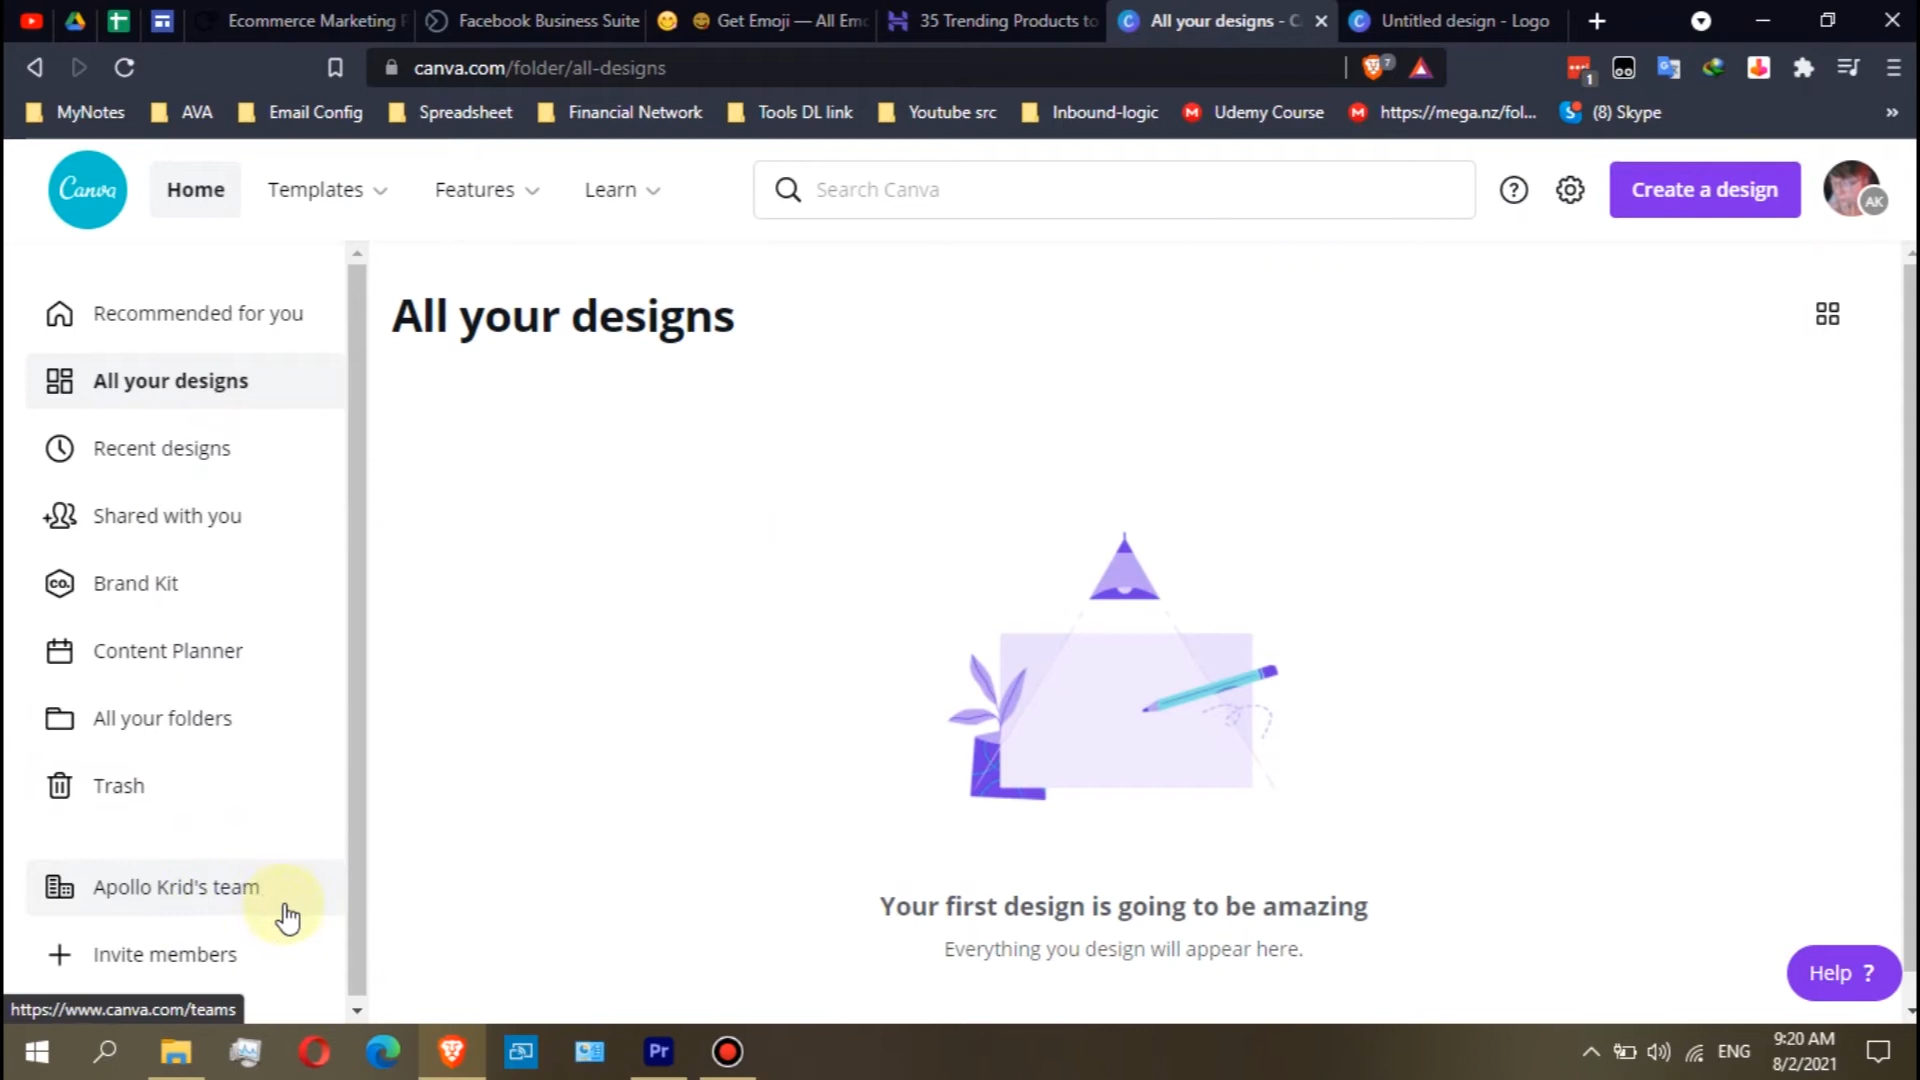 Ecommerce Marketing
Facebook Business Suite
Get Emoji — All Em
35 Trending Products to
All your designs - C
Untitled design - Logo
canva.com/folder/all-designs
7
1
MyNotes
AVA
Email Config
Spreadsheet
Financial Network
Tools DL link
Youtube src
Inbound-logic
Udemy Course
https://mega.nz/fol...
(8) Skype
»
Canva
Home
Templates
Features
Learn
Search Canva
Create a design
AK
Recommended for you
All your designs
Recent designs
Shared with you
CO.
Brand Kit
Content Planner
All your folders
Trash
Apollo Krid's team
Invite members
All your designs
Your first design is going to be amazing
Everything you design will appear here.
Help ?
https://www.canva.com/teams
Pr
ENG
9:20 AM
8/2/2021